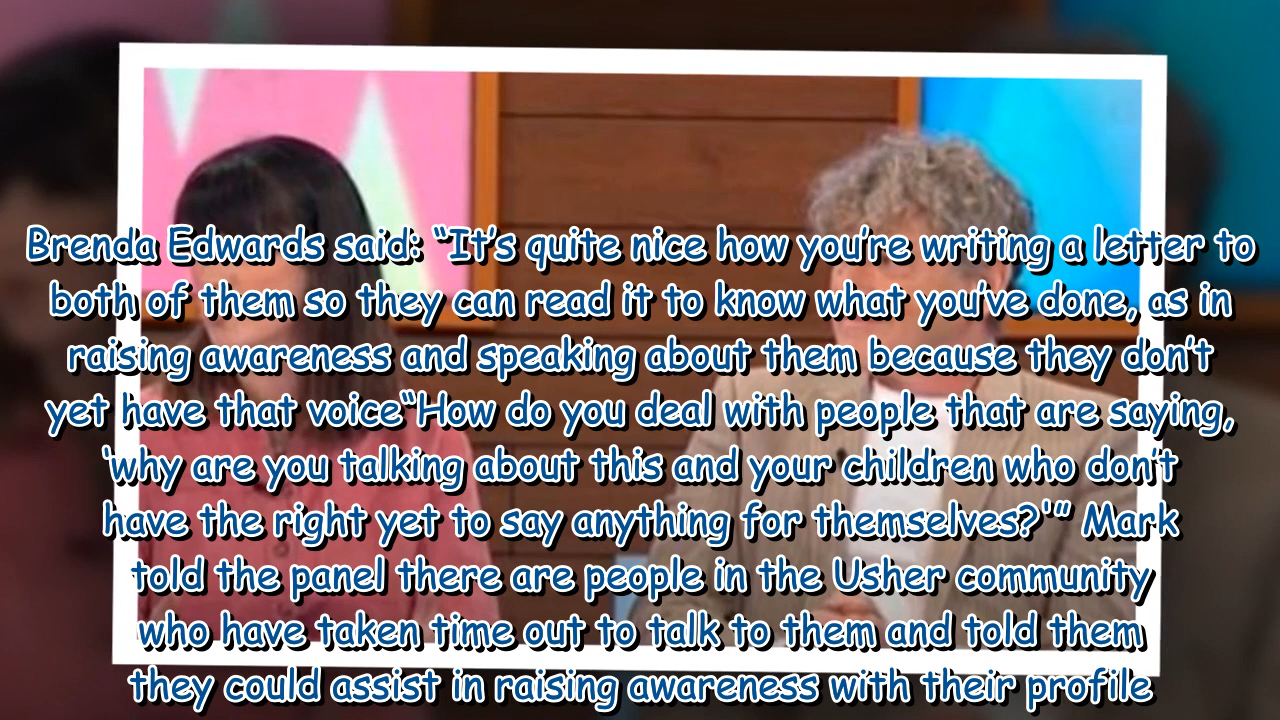 Brenda Edwards said: “It’s quite nice how you’re writing a letter to
both of them so they can read it to know what you’ve done, as in
raising awareness and speaking about them because they don’t
yet have that voice“How do you deal with people that are saying,
‘why are you talking about this and your children who don’t
have the right yet to say anything for themselves?'” Mark
told the panel there are people in the Usher community
who have taken time out to talk to them and told them
they could assist in raising awareness with their profile